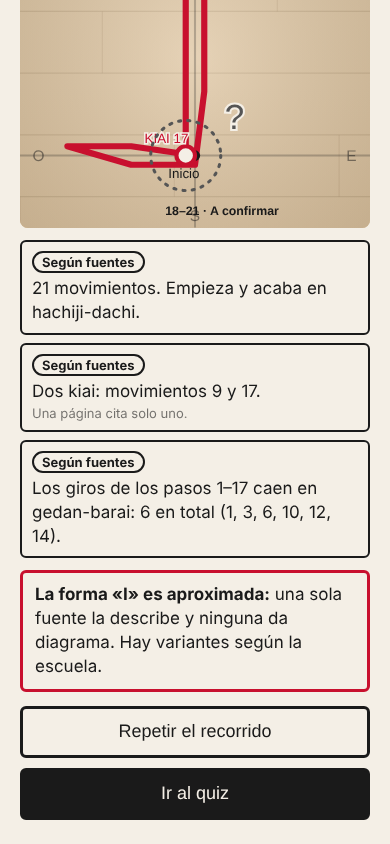 ?
KIAI 17
O
E
Inicio
18–21 · A confirmar
S
Según fuentes
21 movimientos. Empieza y acaba en
hachiji-dachi.
Según fuentes
Dos kiai: movimientos 9 y 17.
Una página cita solo uno.
Según fuentes
Los giros de los pasos 1–17 caen en
gedan-barai: 6 en total (1, 3, 6, 10, 12,
14).
La forma «I» es aproximada: una sola
fuente la describe y ninguna da
diagrama. Hay variantes según la
escuela.
Repetir el recorrido
Ir al quiz